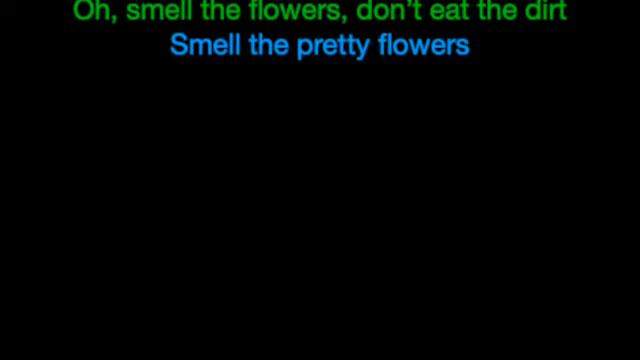 Oh, smell the flowers, don’t eat the dirt
Smell the pretty flowers